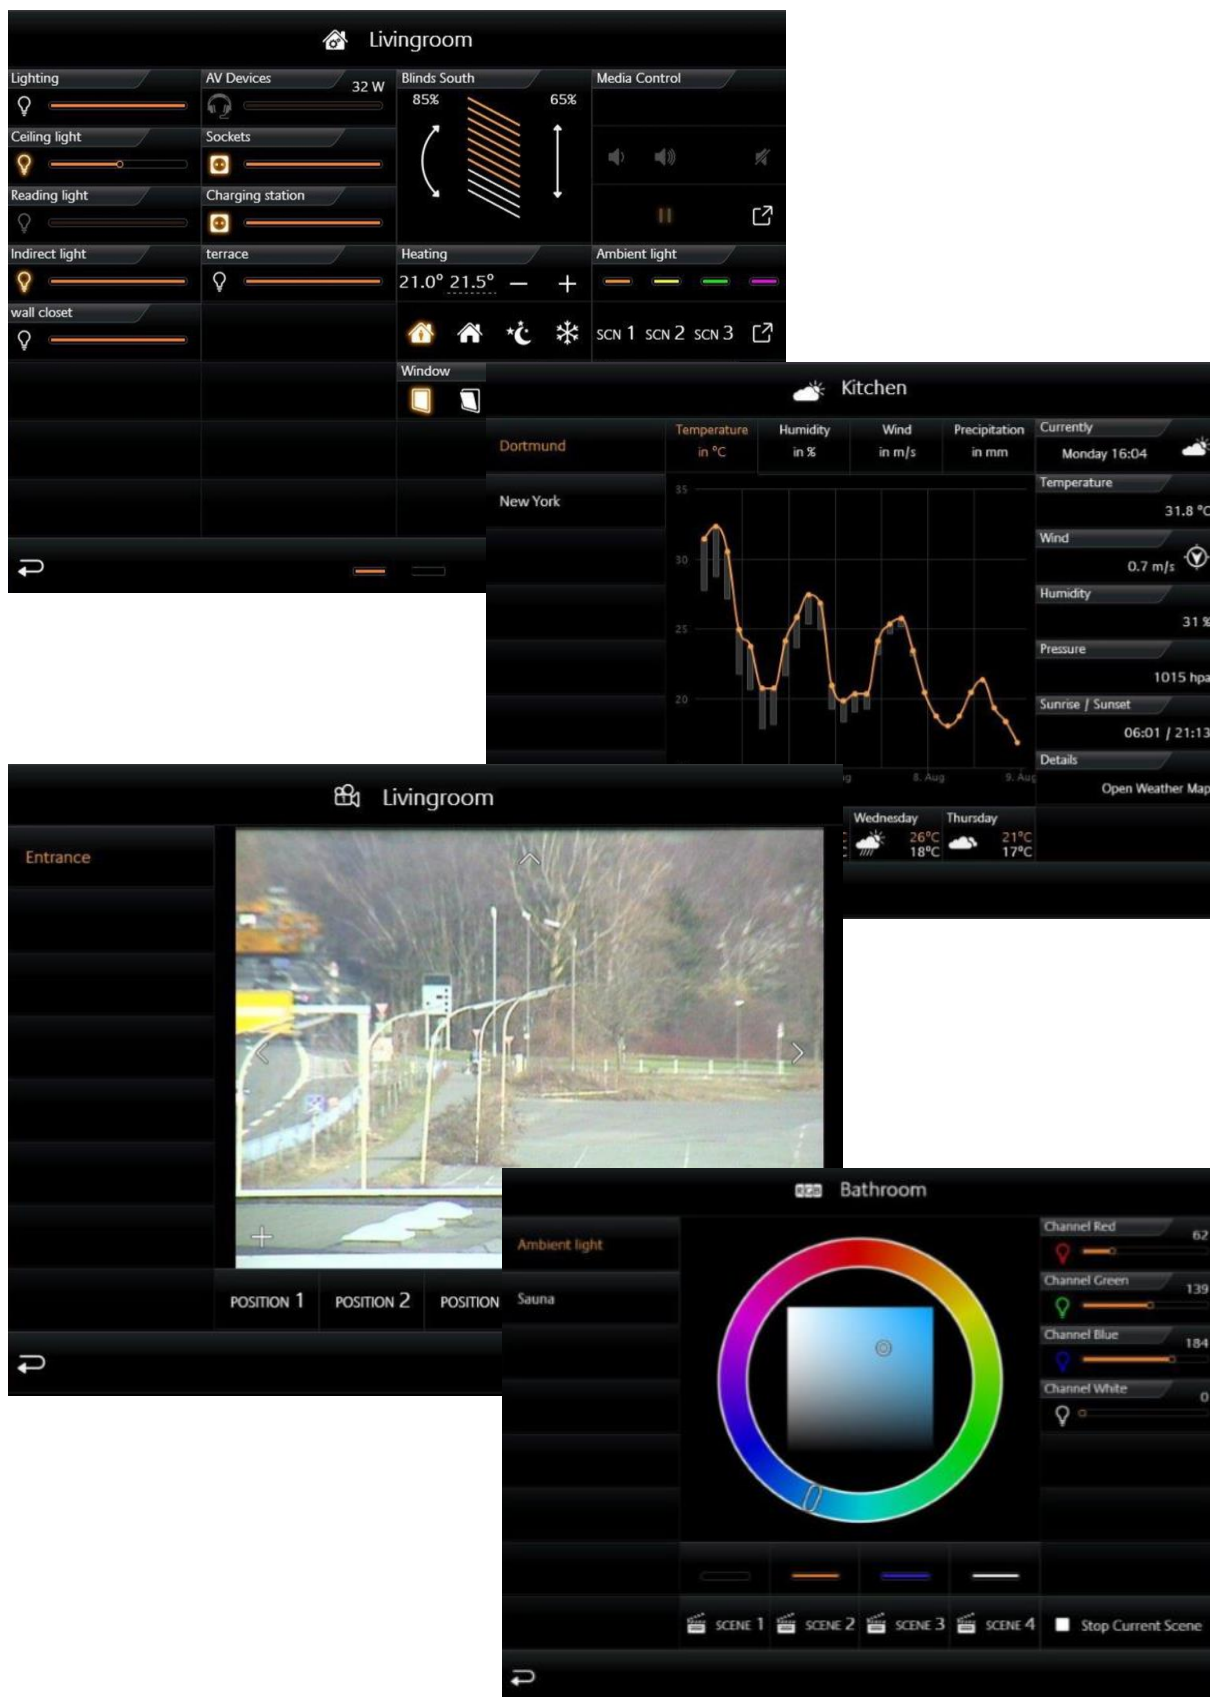 Livingroom
Lighting
AV Devices
32 W
Blinds South
Media Control
85%
65%
Ceiling light
Sockets
Reading light
Charging station
Indirect light
terrace
Heating
Ambient light
21.0° 21.5°
wall closet
SCN 1 SCN 2 SCN 3
Window
Kitchen
Dortmund
Temperature
in °C
Humidity
in %
Wind
in m/s
Precipitation
in mm
Currently
Monday 16:04
New York
Temperature
31.8 °C
35
30
25
20
Wind
0.7 m/s
Humidity
31 %
Pressure
1015 hpa
Sunrise / Sunset
06:01 / 21:13
Details
Open Weather Map
8. Aug
9. Aug
Wednesday
26°C
18°C
Thursday
21°C
17°C
Livingroom
Entrance
POSITION 1
POSITION 2
POSITION
Bathroom
RGB
Ambient light
Sauna
Channel Red
62
Channel Green
139
Channel Blue
184
Channel White
0
SCENE 1
SCENE 2
SCENE 3
SCENE 4
Stop Current Scene